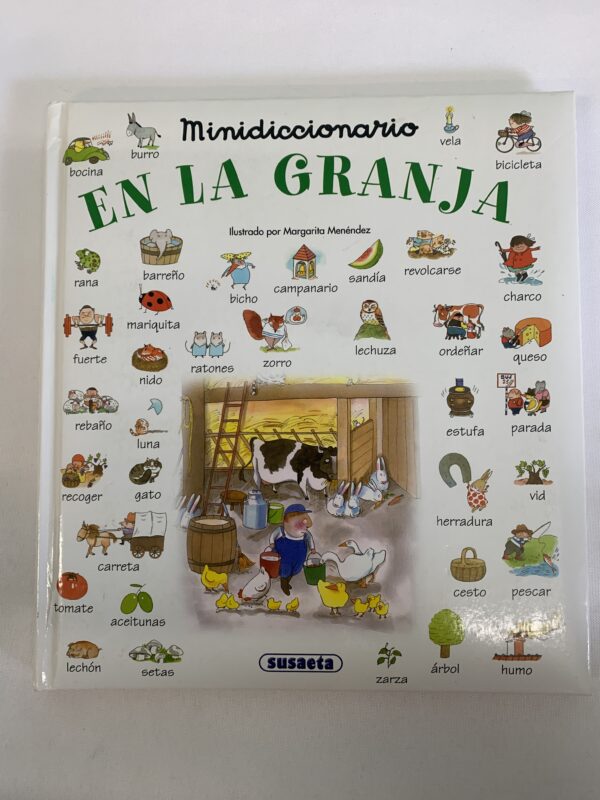 Minidiccionario
EN LA GRANJA
Ilustrado por Margarita Menéndez
bocina
burro
vela
bicicleta
rana
barreño
bicho
campanario
sandía
revolcarse
charco
mariquita
fuerte
nido
ratones
zorro
lechuza
ordeñar
queso
rebaño
luna
estufa
BUS
parada
recoger
gato
herradura
vid
carreta
cesto
pescar
tomate
aceitunas
lechón
setas
susaeta
zarza
árbol
humo